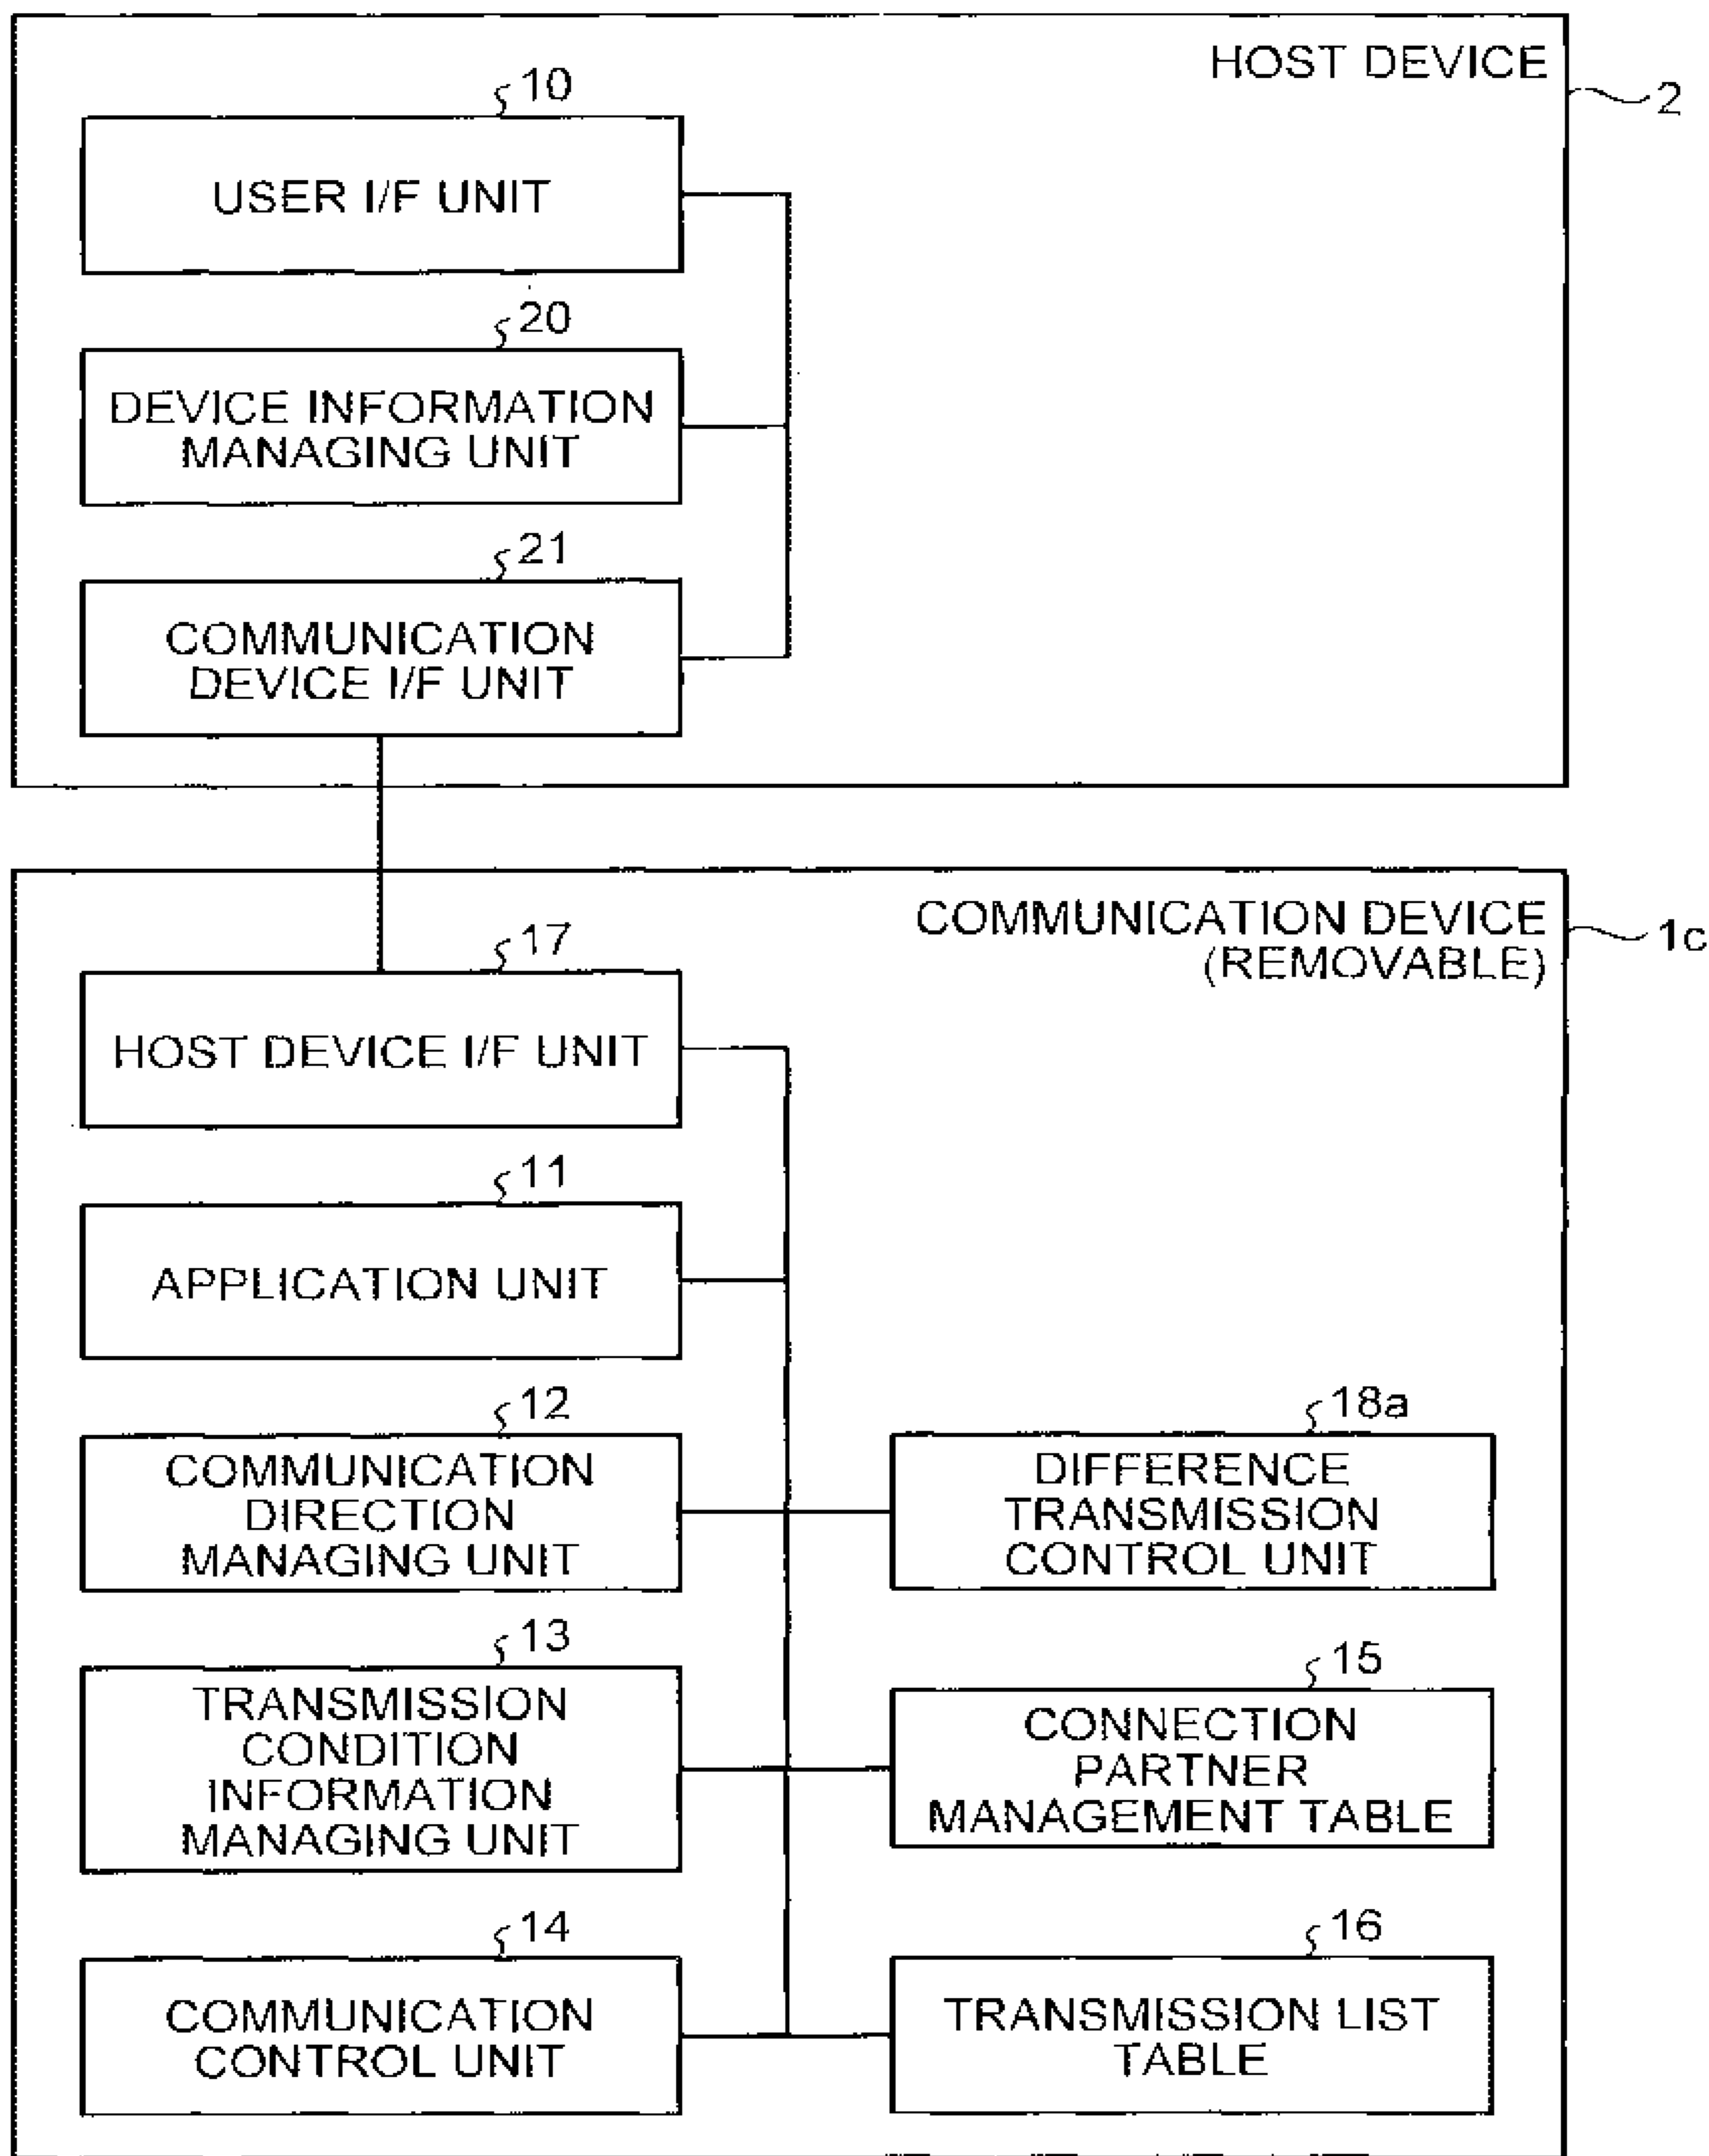 HOST DEVICE
2
10
USER I/F UNIT
20
DEVICE INFORMATION
MANAGING UNIT
21
COMMUNICATION
DEVICE I/F UNIT
COMMUNICATION DEVICE
(REMOVABLE)
1c
17
HOST DEVICE I/F UNIT
11
APPLICATION UNIT
12
COMMUNICATION
DIRECTION
MANAGING UNIT
18a
DIFFERENCE
TRANSMISSION
CONTROL UNIT
13
TRANSMISSION
CONDITION
INFORMATION
MANAGING UNIT
15
CONNECTION
PARTNER
MANAGEMENT TABLE
14
COMMUNICATION
CONTROL UNIT
16
TRANSMISSION LIST
TABLE